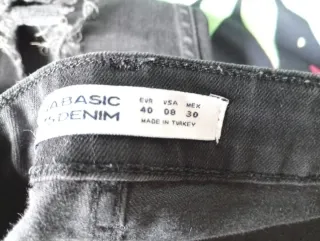 ABASIC
DENIM
EUR USA MEX
40 08 30
MADE IN TURKEY